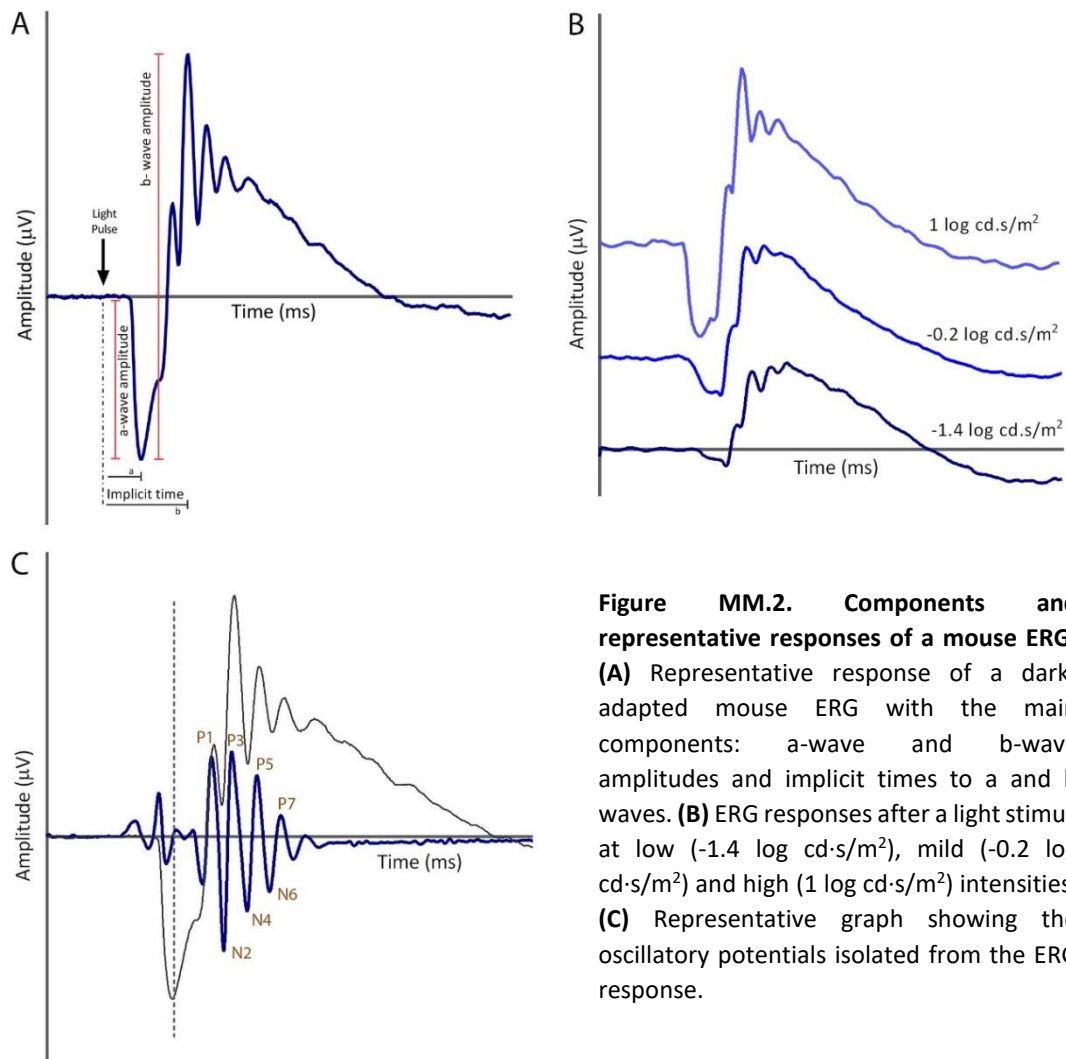 A
b- wave amplitude
Light
Pulse
Amplitude (µV)
Time (ms)
a-wave amplitude
a
Implicit time
b
B
Amplitude (µV)
1 log cd.s/m²
-0.2 log cd.s/m²
-1.4 log cd.s/m²
Time (ms)
C
Amplitude (µV)
P1
P3
P5
P7
Time (ms)
N6
N4
N2
Figure MM.2. Components and
representative responses of a mouse ERG
(A) Representative response of a dark
adapted mouse ERG with the main
components: a-wave and b-wav
amplitudes and implicit times to a and
waves. (B) ERG responses after a light stimu
at low (-1.4 log cd·s/m²), mild (-0.2 log
cd·s/m²) and high (1 log cd·s/m²) intensities
(C) Representative graph showing the
oscillatory potentials isolated from the ERG
response.